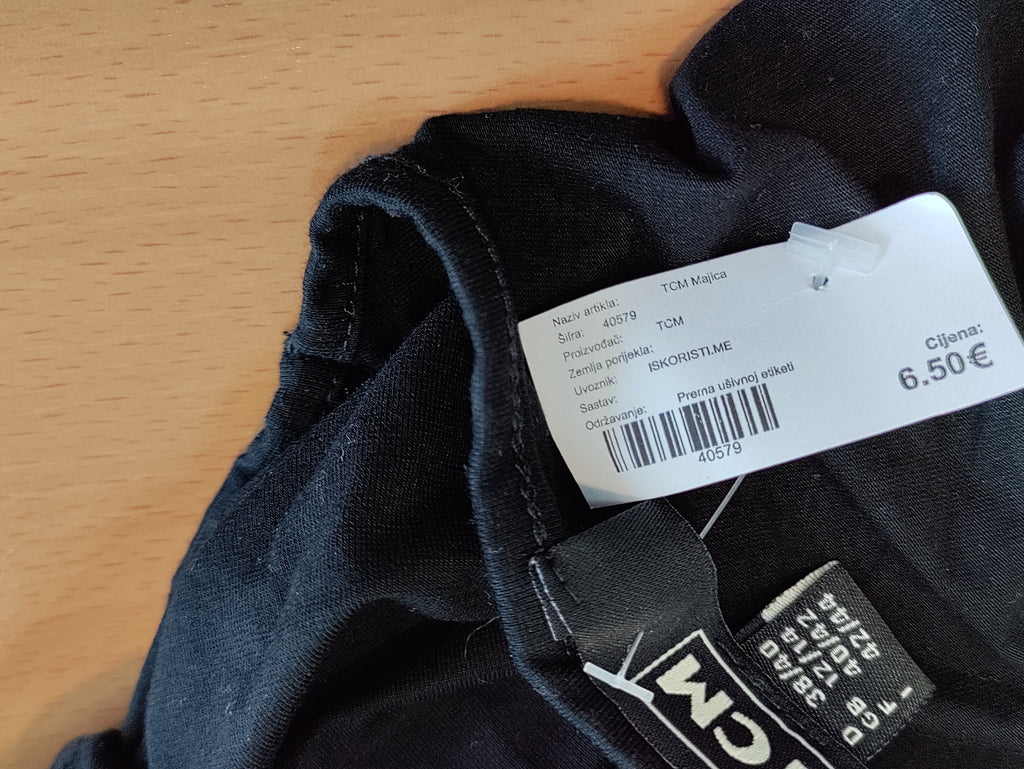 Naziv artikla: TCM Majica
Šifra: 40579
Proizvođač: TCM
Zemlja porijekla:
Uvoznik: ISKORISTI.ME
Sastav:
Održavanje: Prema ušivnoj etiketi
40579
Cijena:
6.50€
TCM
D 38/40
GB 12/14
F 40/42
I 42/44